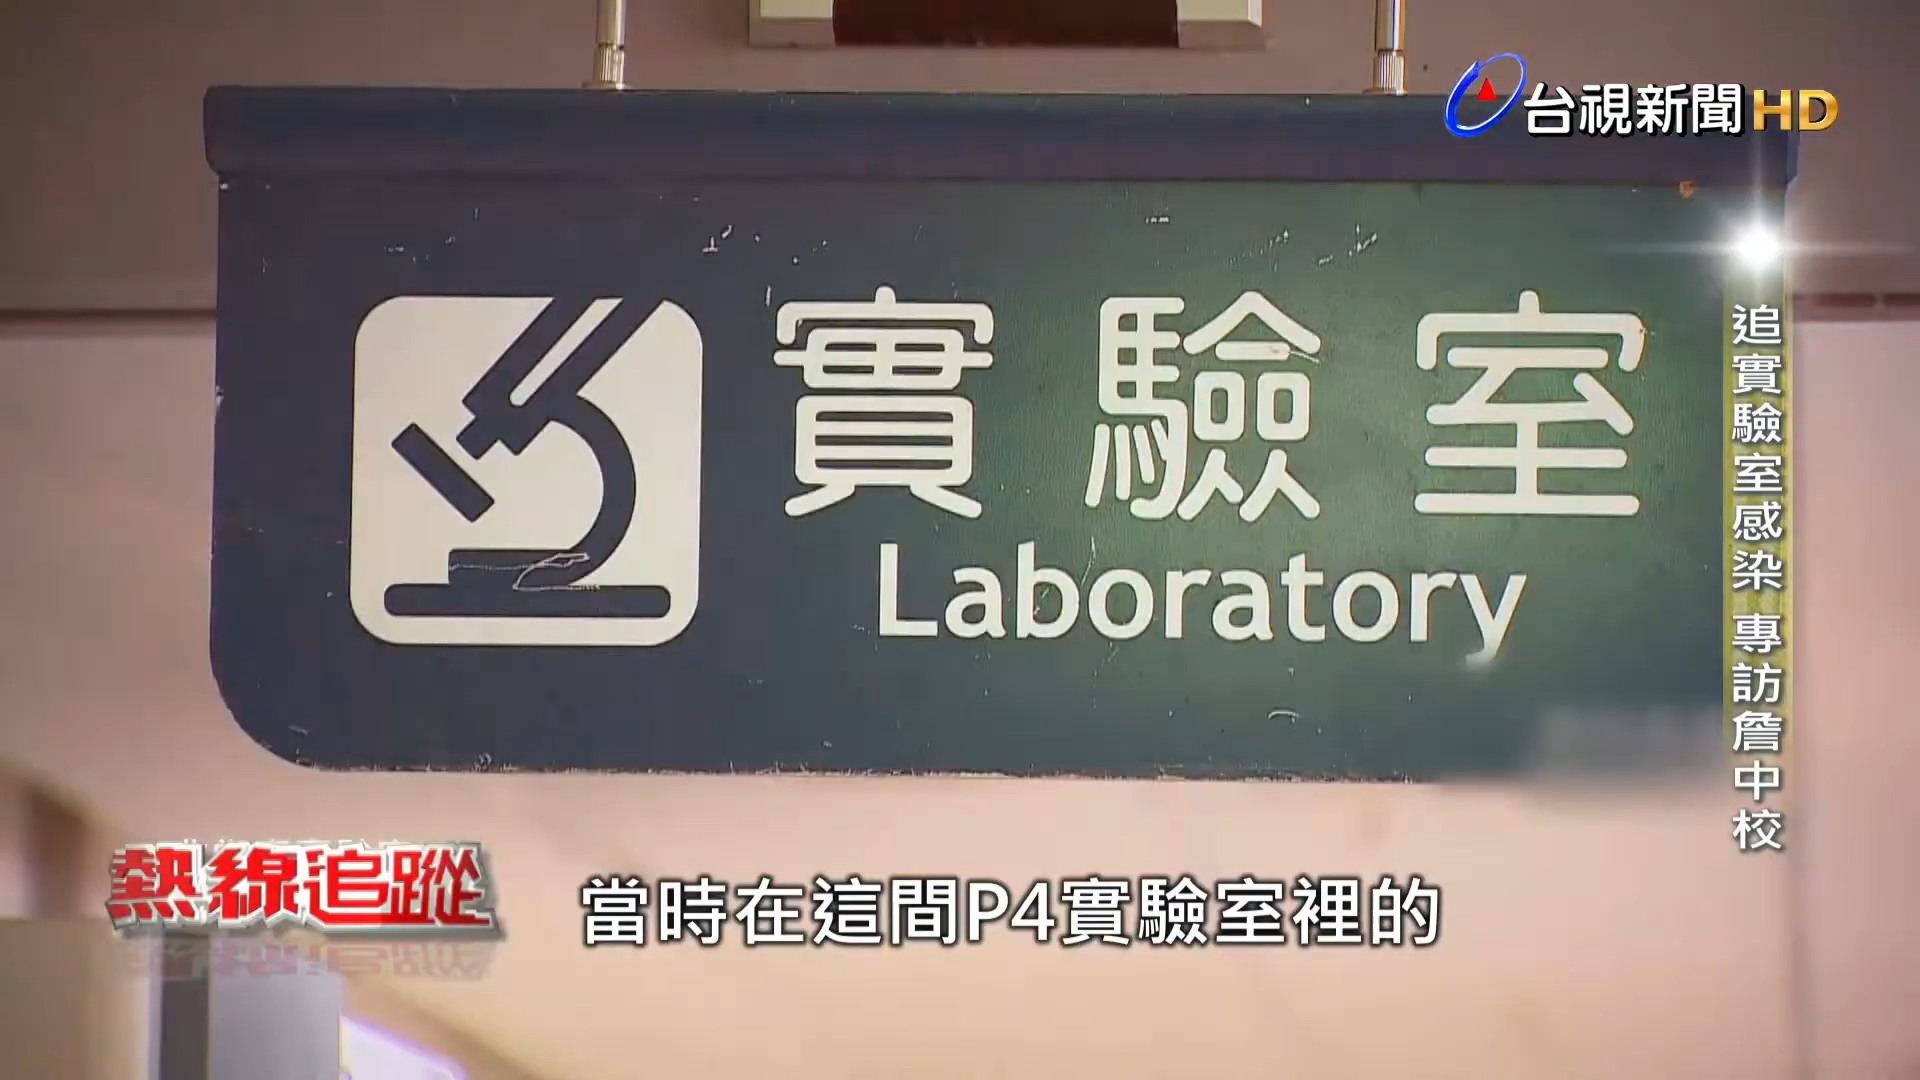 台視新聞HD
實驗室
Laboratory
追實驗室感染 專訪詹中校
熱線追蹤
當時在這間P4實驗室裡的